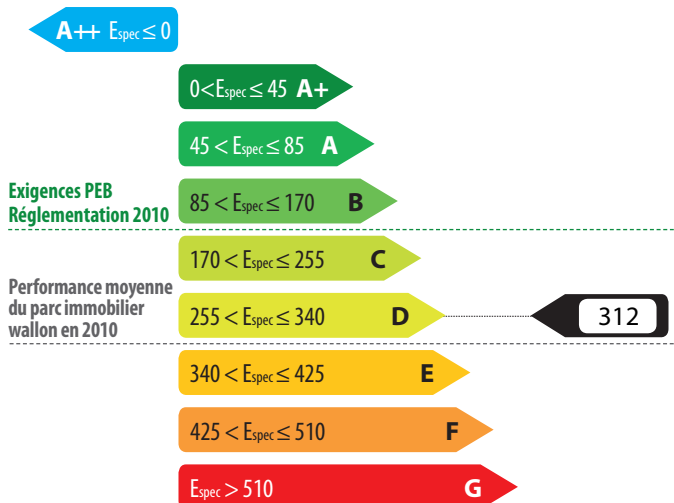 A++ Espec ≤ 0
0 < Espec ≤ 45 A+
45 < Espec ≤ 85 A
Exigences PEB
Réglementation 2010
85 < Espec ≤ 170 B
170 < Espec ≤ 255 C
Performance moyenne
du parc immobilier
wallon en 2010
255 < Espec ≤ 340 D
312
340 < Espec ≤ 425 E
425 < Espec ≤ 510 F
Espec > 510 G